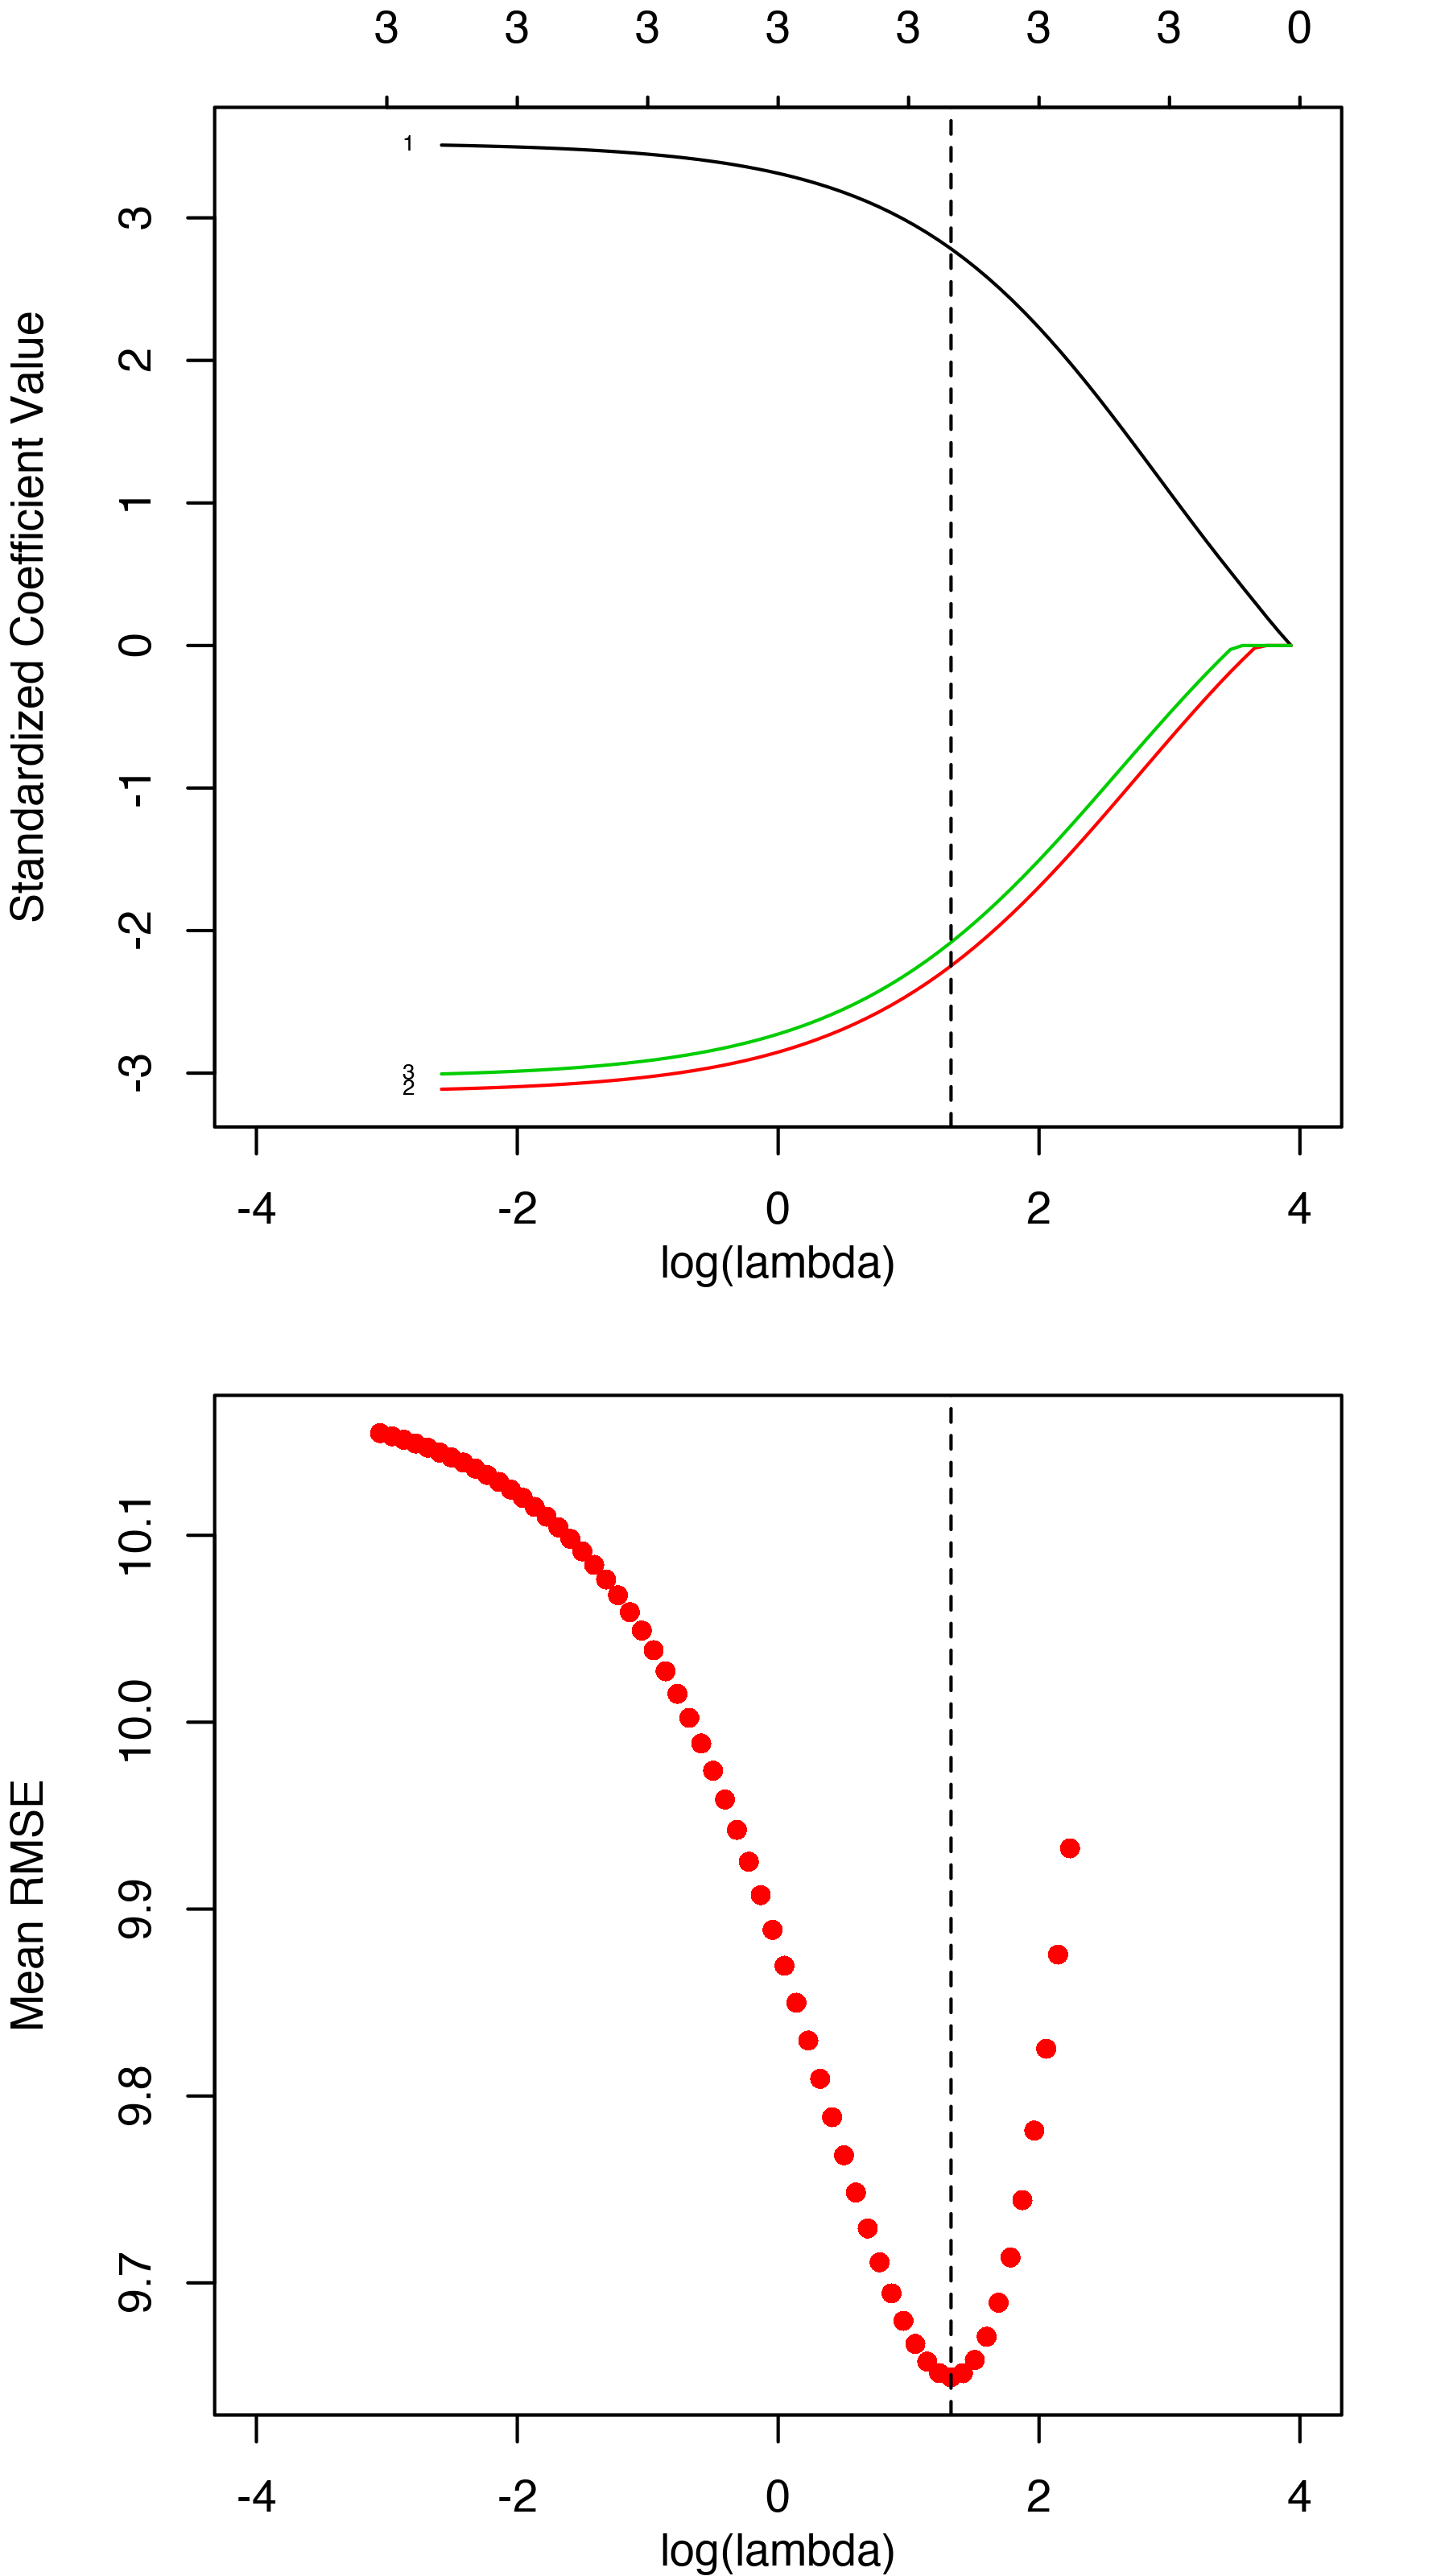 3 3 3 3 3 3 3 0
Standardized Coefficient Value
3
2
1
0
-1
-2
-3
1
3
2
-4 -2 0 2 4
log(lambda)
Mean RMSE
10.1
10.0
9.9
9.8
9.7
-4 -2 0 2 4
log(lambda)